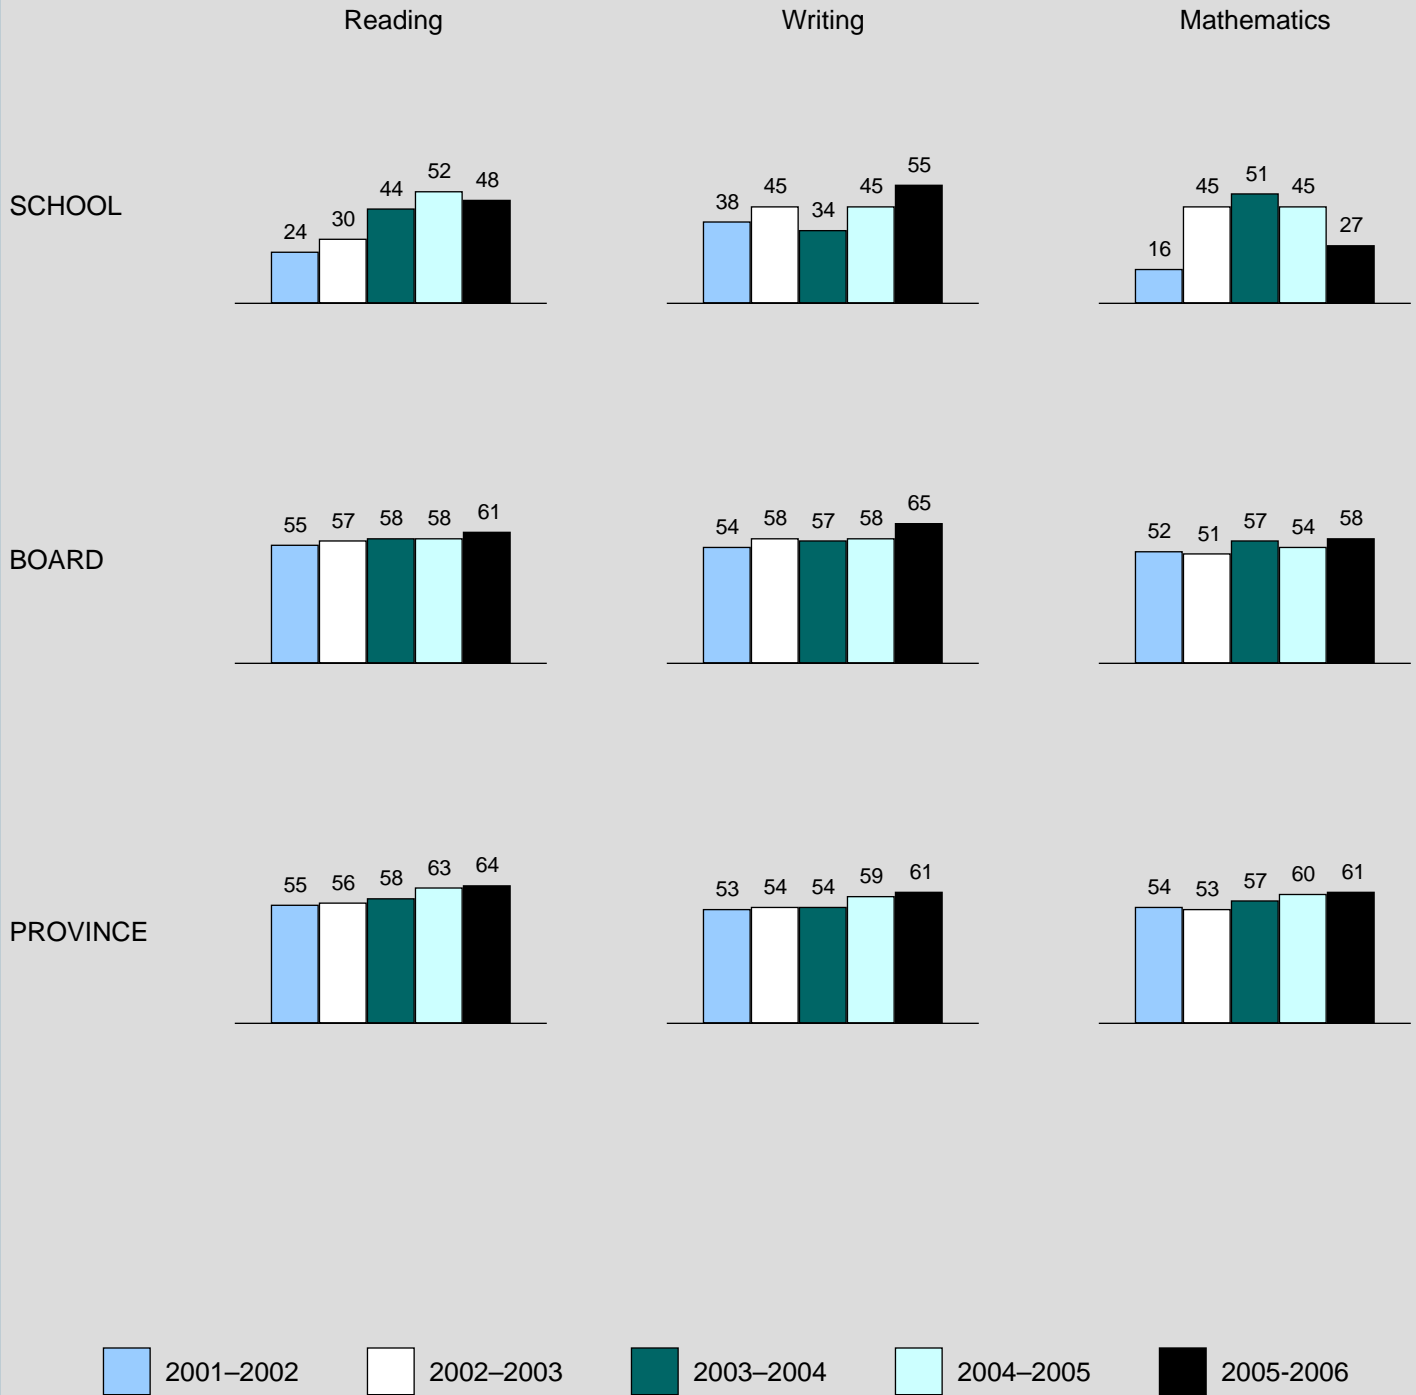 Reading Writing Mathematics
SCHOOL
24 30 44 52 48
38 45 34 45 55
16 45 51 45 27
BOARD
55 57 58 58 61
54 58 57 58 65
52 51 57 54 58
PROVINCE
55 56 58 63 64
53 54 54 59 61
54 53 57 60 61
2001–2002 2002–2003 2003–2004 2004–2005 2005-2006